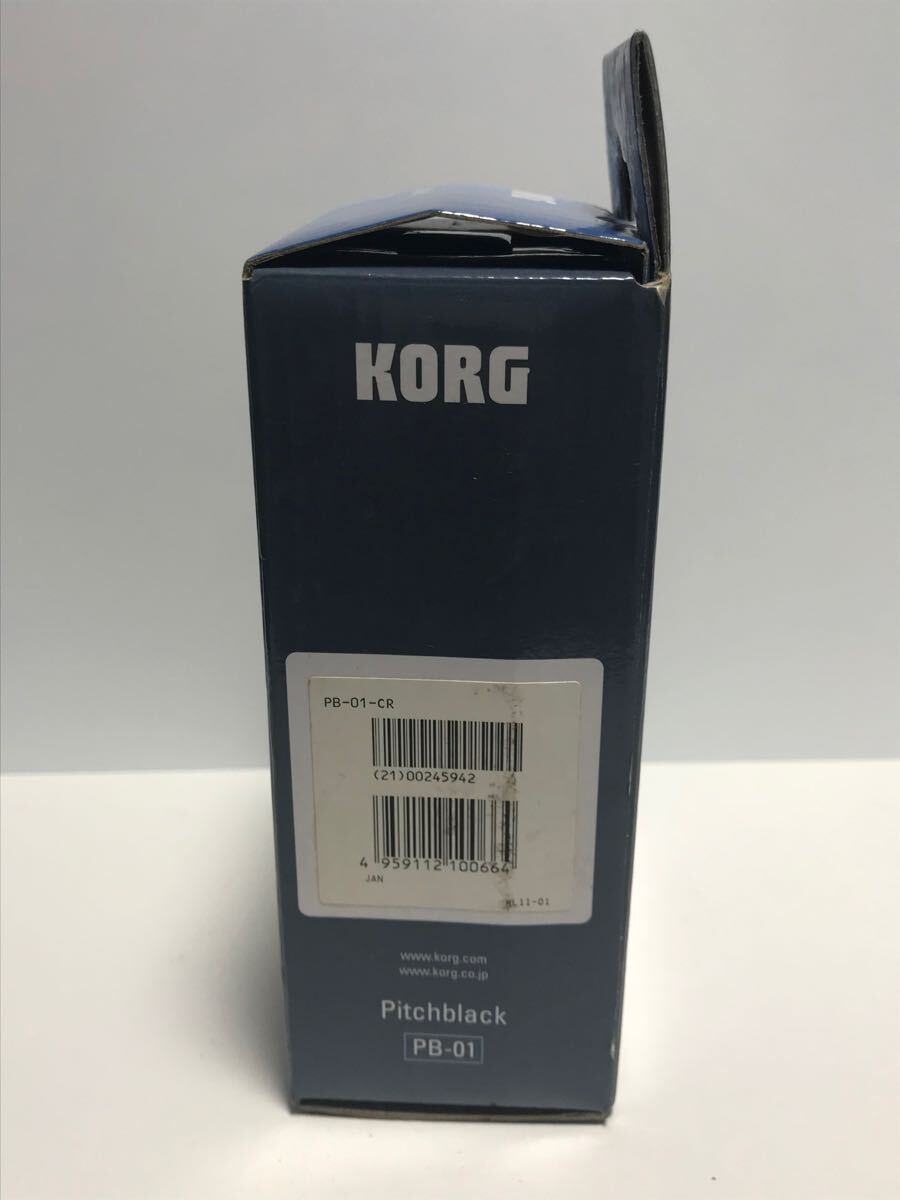 KORG
PB-01-CR
(21)00245942
4 959112 100664
JAN
11-01
www.korg.com
www.korg.co.jp
Pitchblack
PB-01